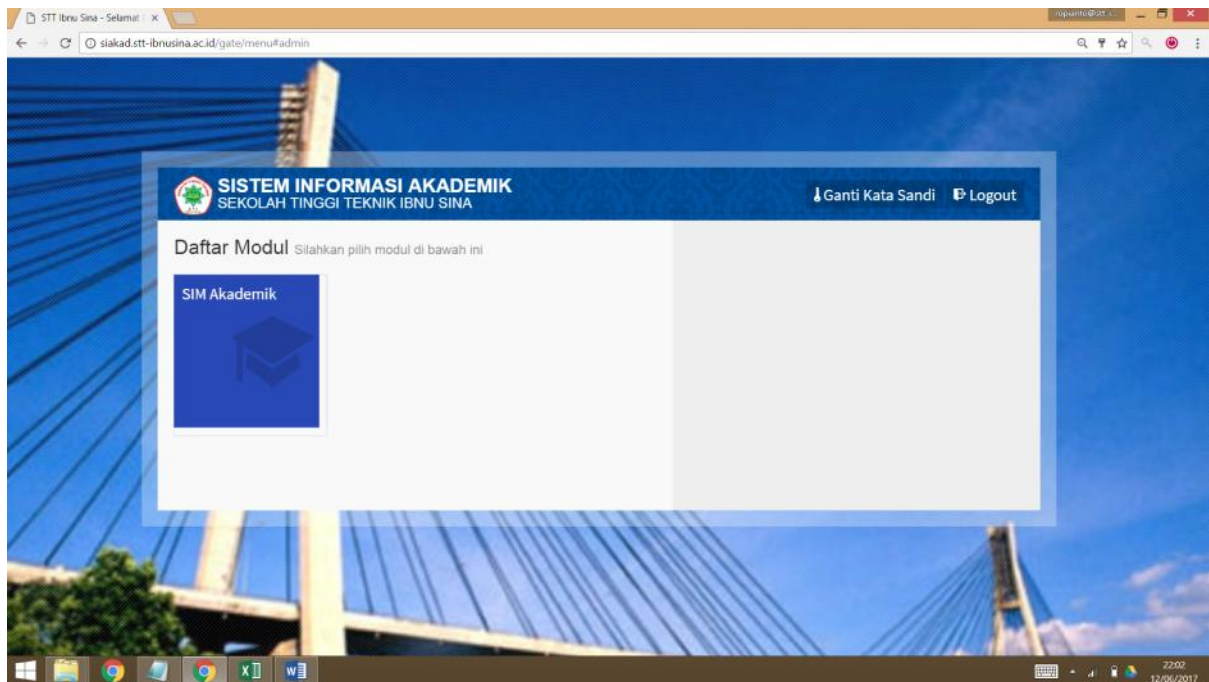 STT Ibnu Sina - Selamat
siakad.stt-ibnusina.ac.id/gate/menu#admin
SISTEM INFORMASI AKADEMIK
SEKOLAH TINGGI TEKNIK IBNU SINA
Ganti Kata Sandi
Logout
Daftar Modul Silahkan pilih modul di bawah ini
SIM Akademik
22:02
12/06/2017